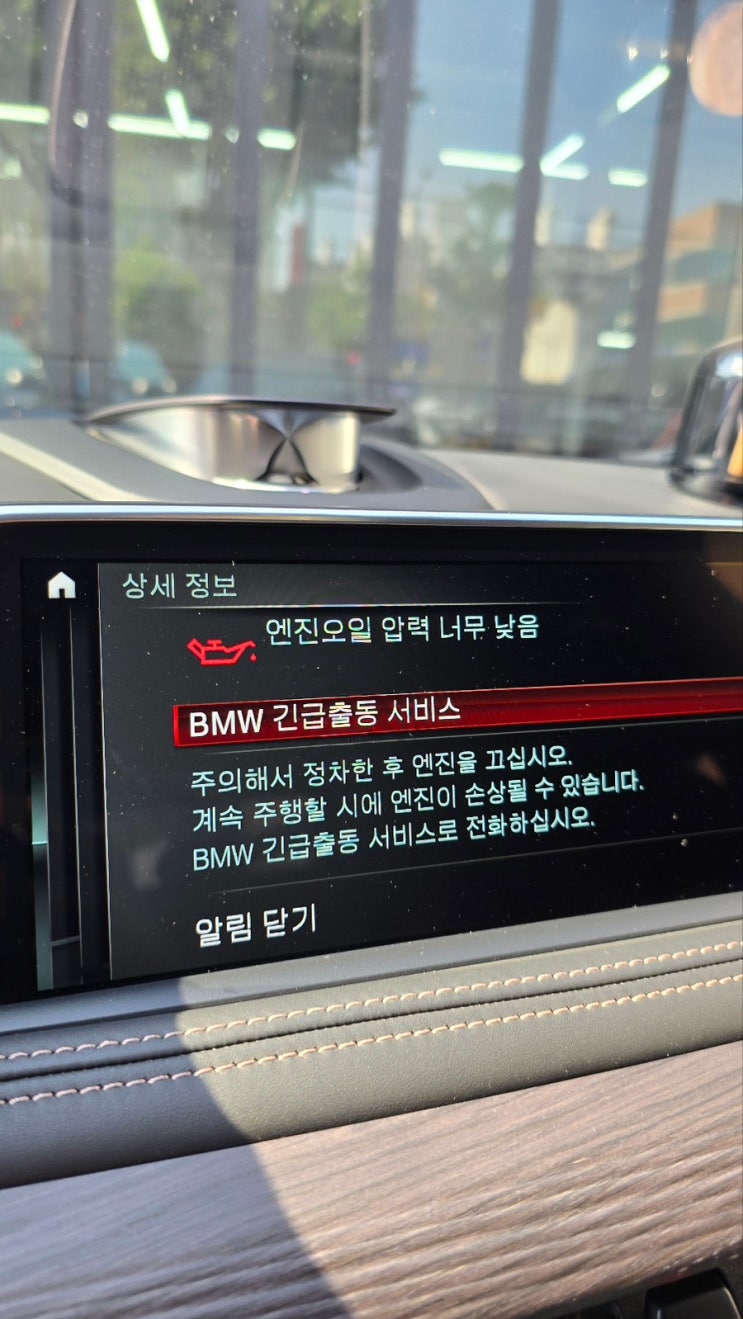 상세 정보
엔진오일 압력 너무 낮음
BMW 긴급출동 서비스
주의해서 정차한 후 엔진을 끄십시오.
계속 주행할 시에 엔진이 손상될 수 있습니다.
BMW 긴급출동 서비스로 전화하십시오.
알림 닫기